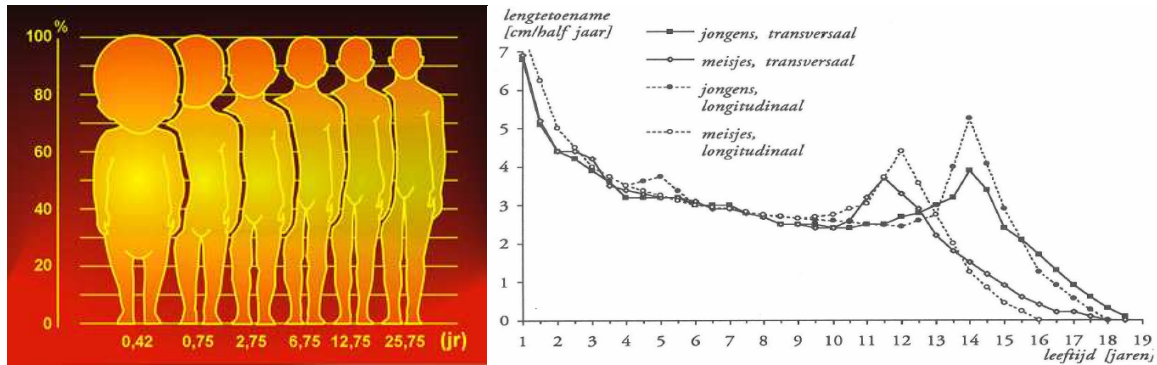 %
100
80
60
40
20
0
0,42 0,75 2,75 6,75 12,75 25,75 (jr)
lengtetoename
[cm/half jaar]
7
6
5
4
3
2
1
0
jongens, transversaal
meisjes, transversaal
jongens,
longitudinaal
meisjes,
longitudinaal
1 2 3 4 5 6 7 8 9 10 11 12 13 14 15 16 17 18 19
leeftijd [jaren]